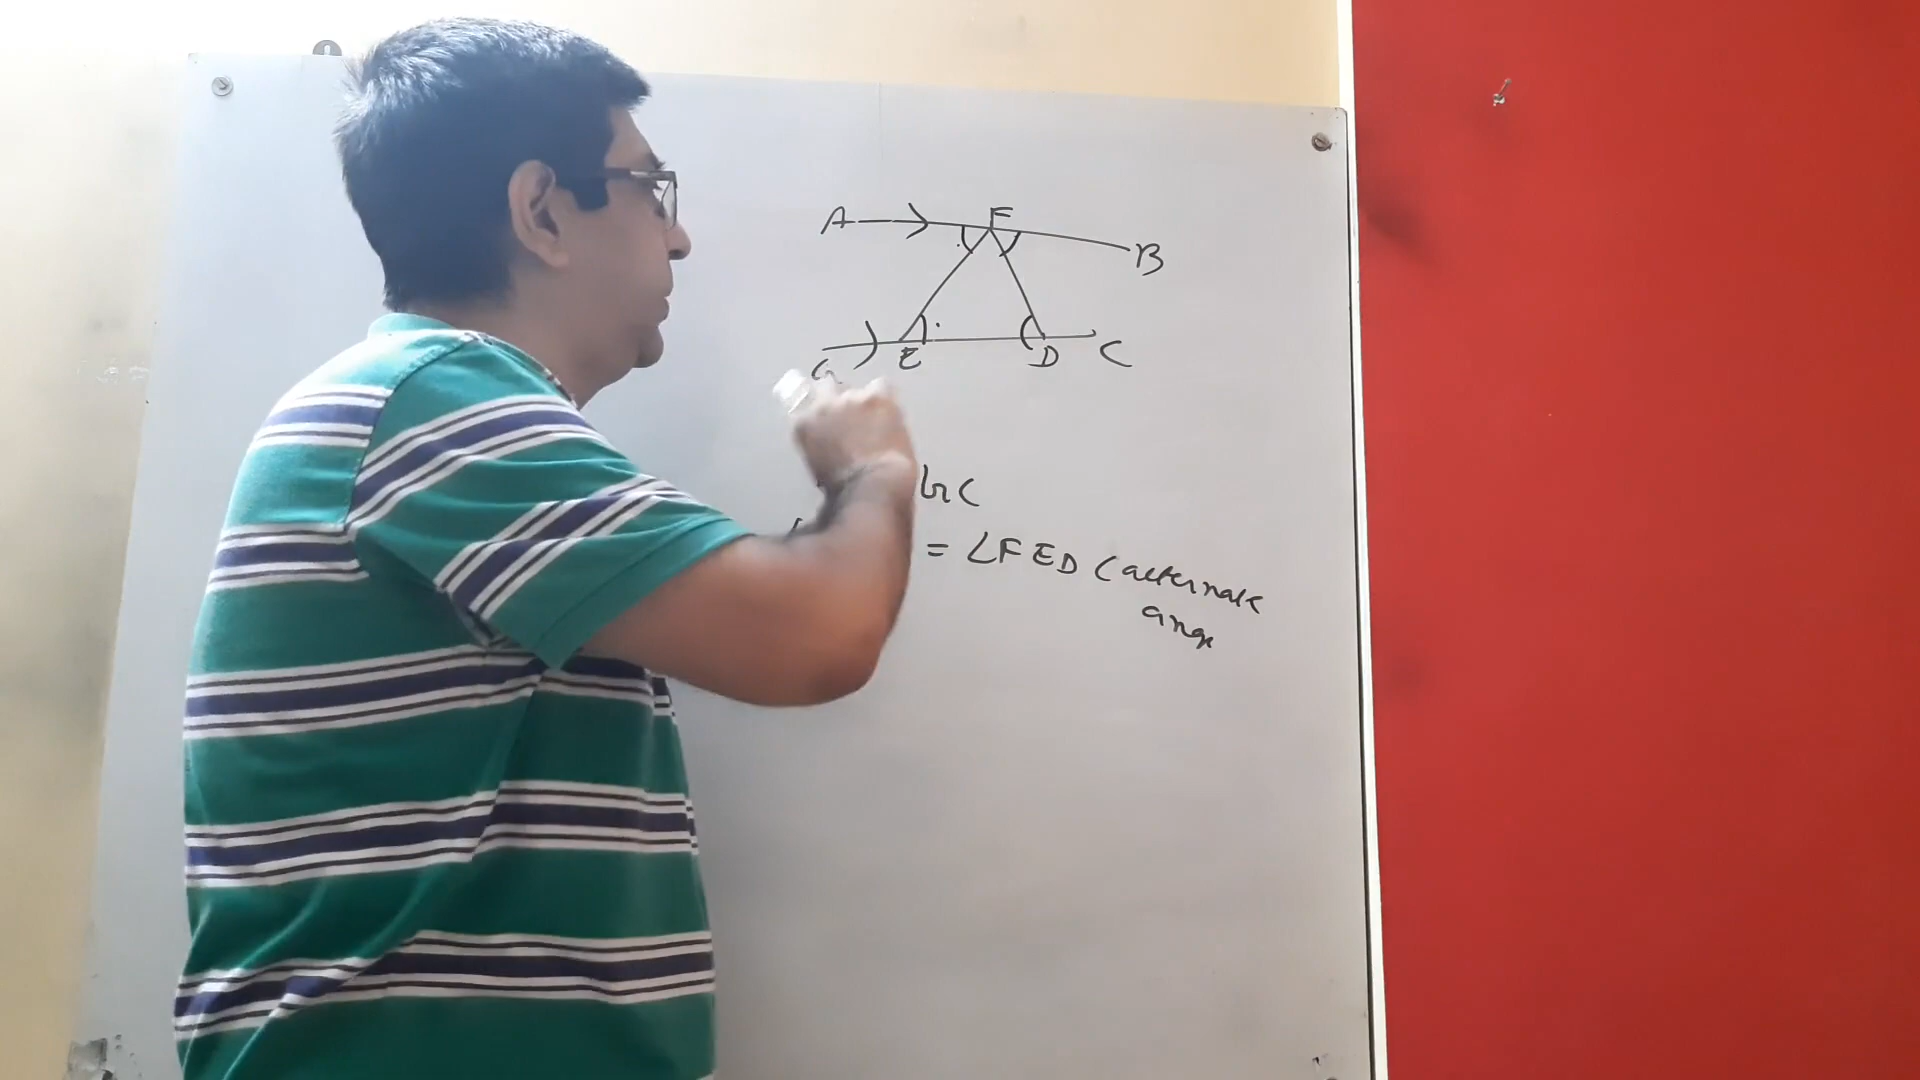 A F B
G E D C
GC
= ∠FED (alternate
angle